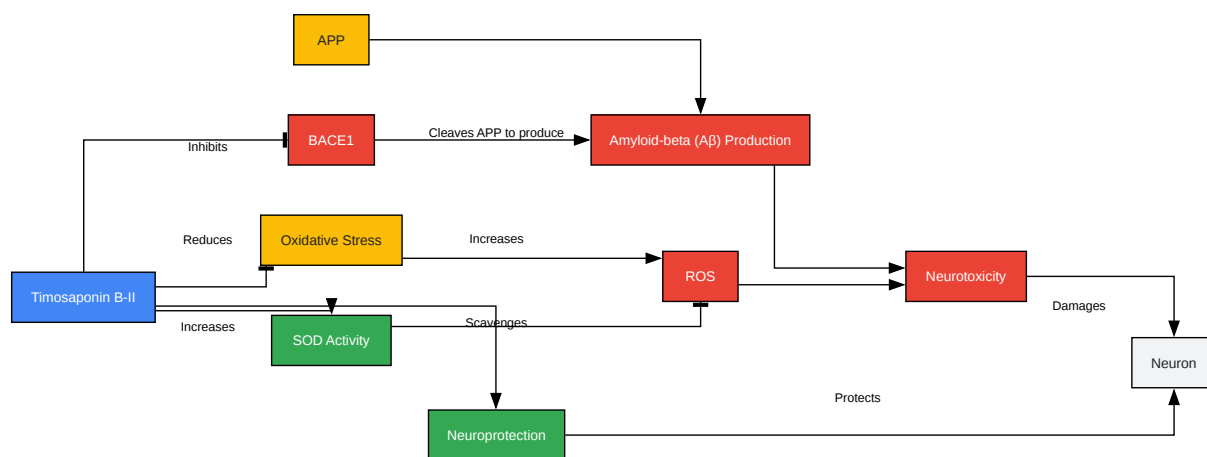 APP
BACE1
Cleaves APP to produce
Amyloid-beta (Aβ) Production
Inhibits
Reduces
Oxidative Stress
Increases
ROS
Neurotoxicity
Timosaponin B-II
Increases
SOD Activity
Scavenges
Damages
Neuron
Protects
Neuroprotection